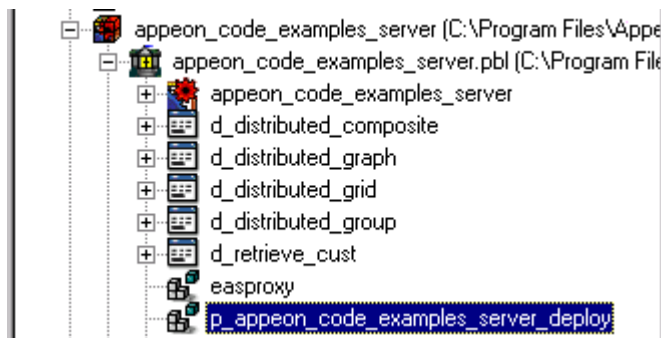 appeon_code_examples_server (C:\Program Files\Appe
appeon_code_examples_server.pbl (C:\Program File
appeon_code_examples_server
d_distributed_composite
d_distributed_graph
d_distributed_grid
d_distributed_group
d_retrieve_cust
easproxy
p_appeon_code_examples_server_deploy